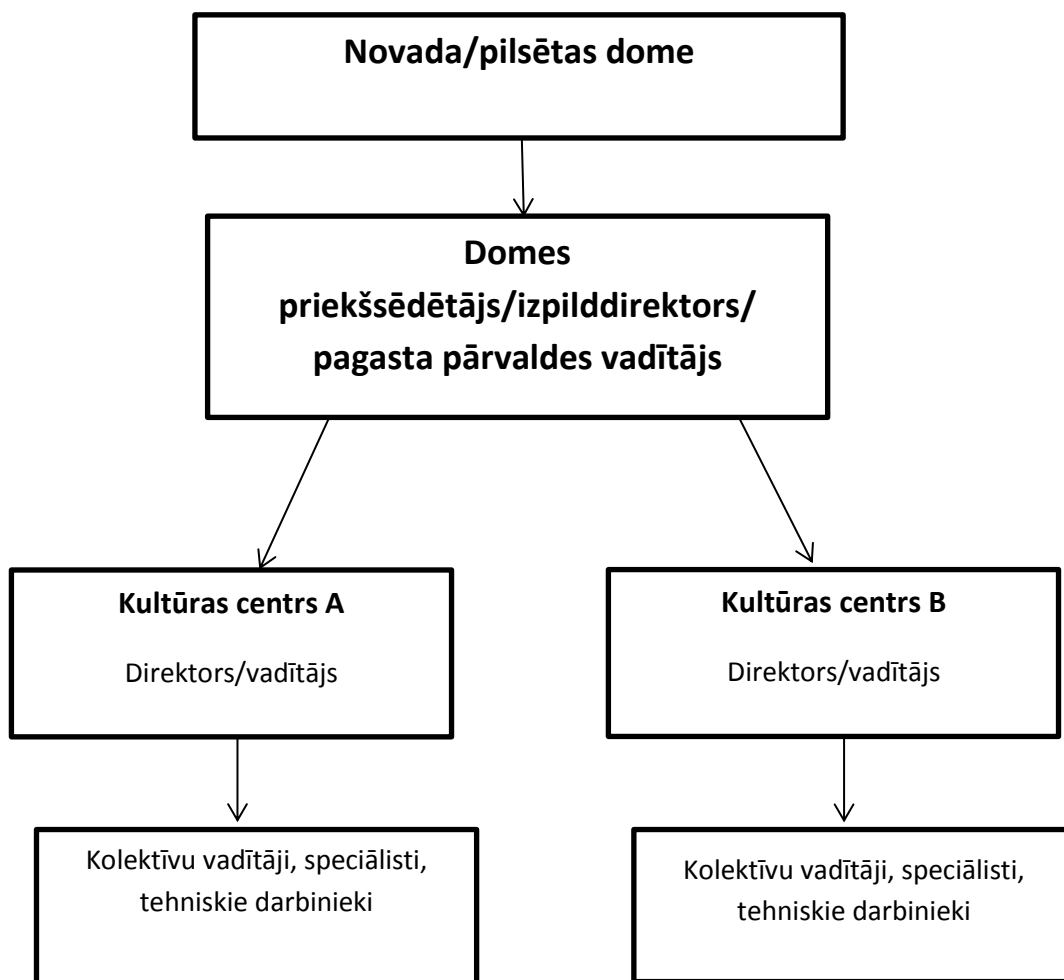 Novada/pilsētas dome
Domes
priekšsēdētājs/izpilddirektors/
pagasta pārvaldes vadītājs
Kultūras centrs A
Direktors/vadītājs
Kultūras centrs B
Direktors/vadītājs
Kolektīvu vadītāji, speciālisti,
tehniskie darbinieki
Kolektīvu vadītāji, speciālisti,
tehniskie darbinieki